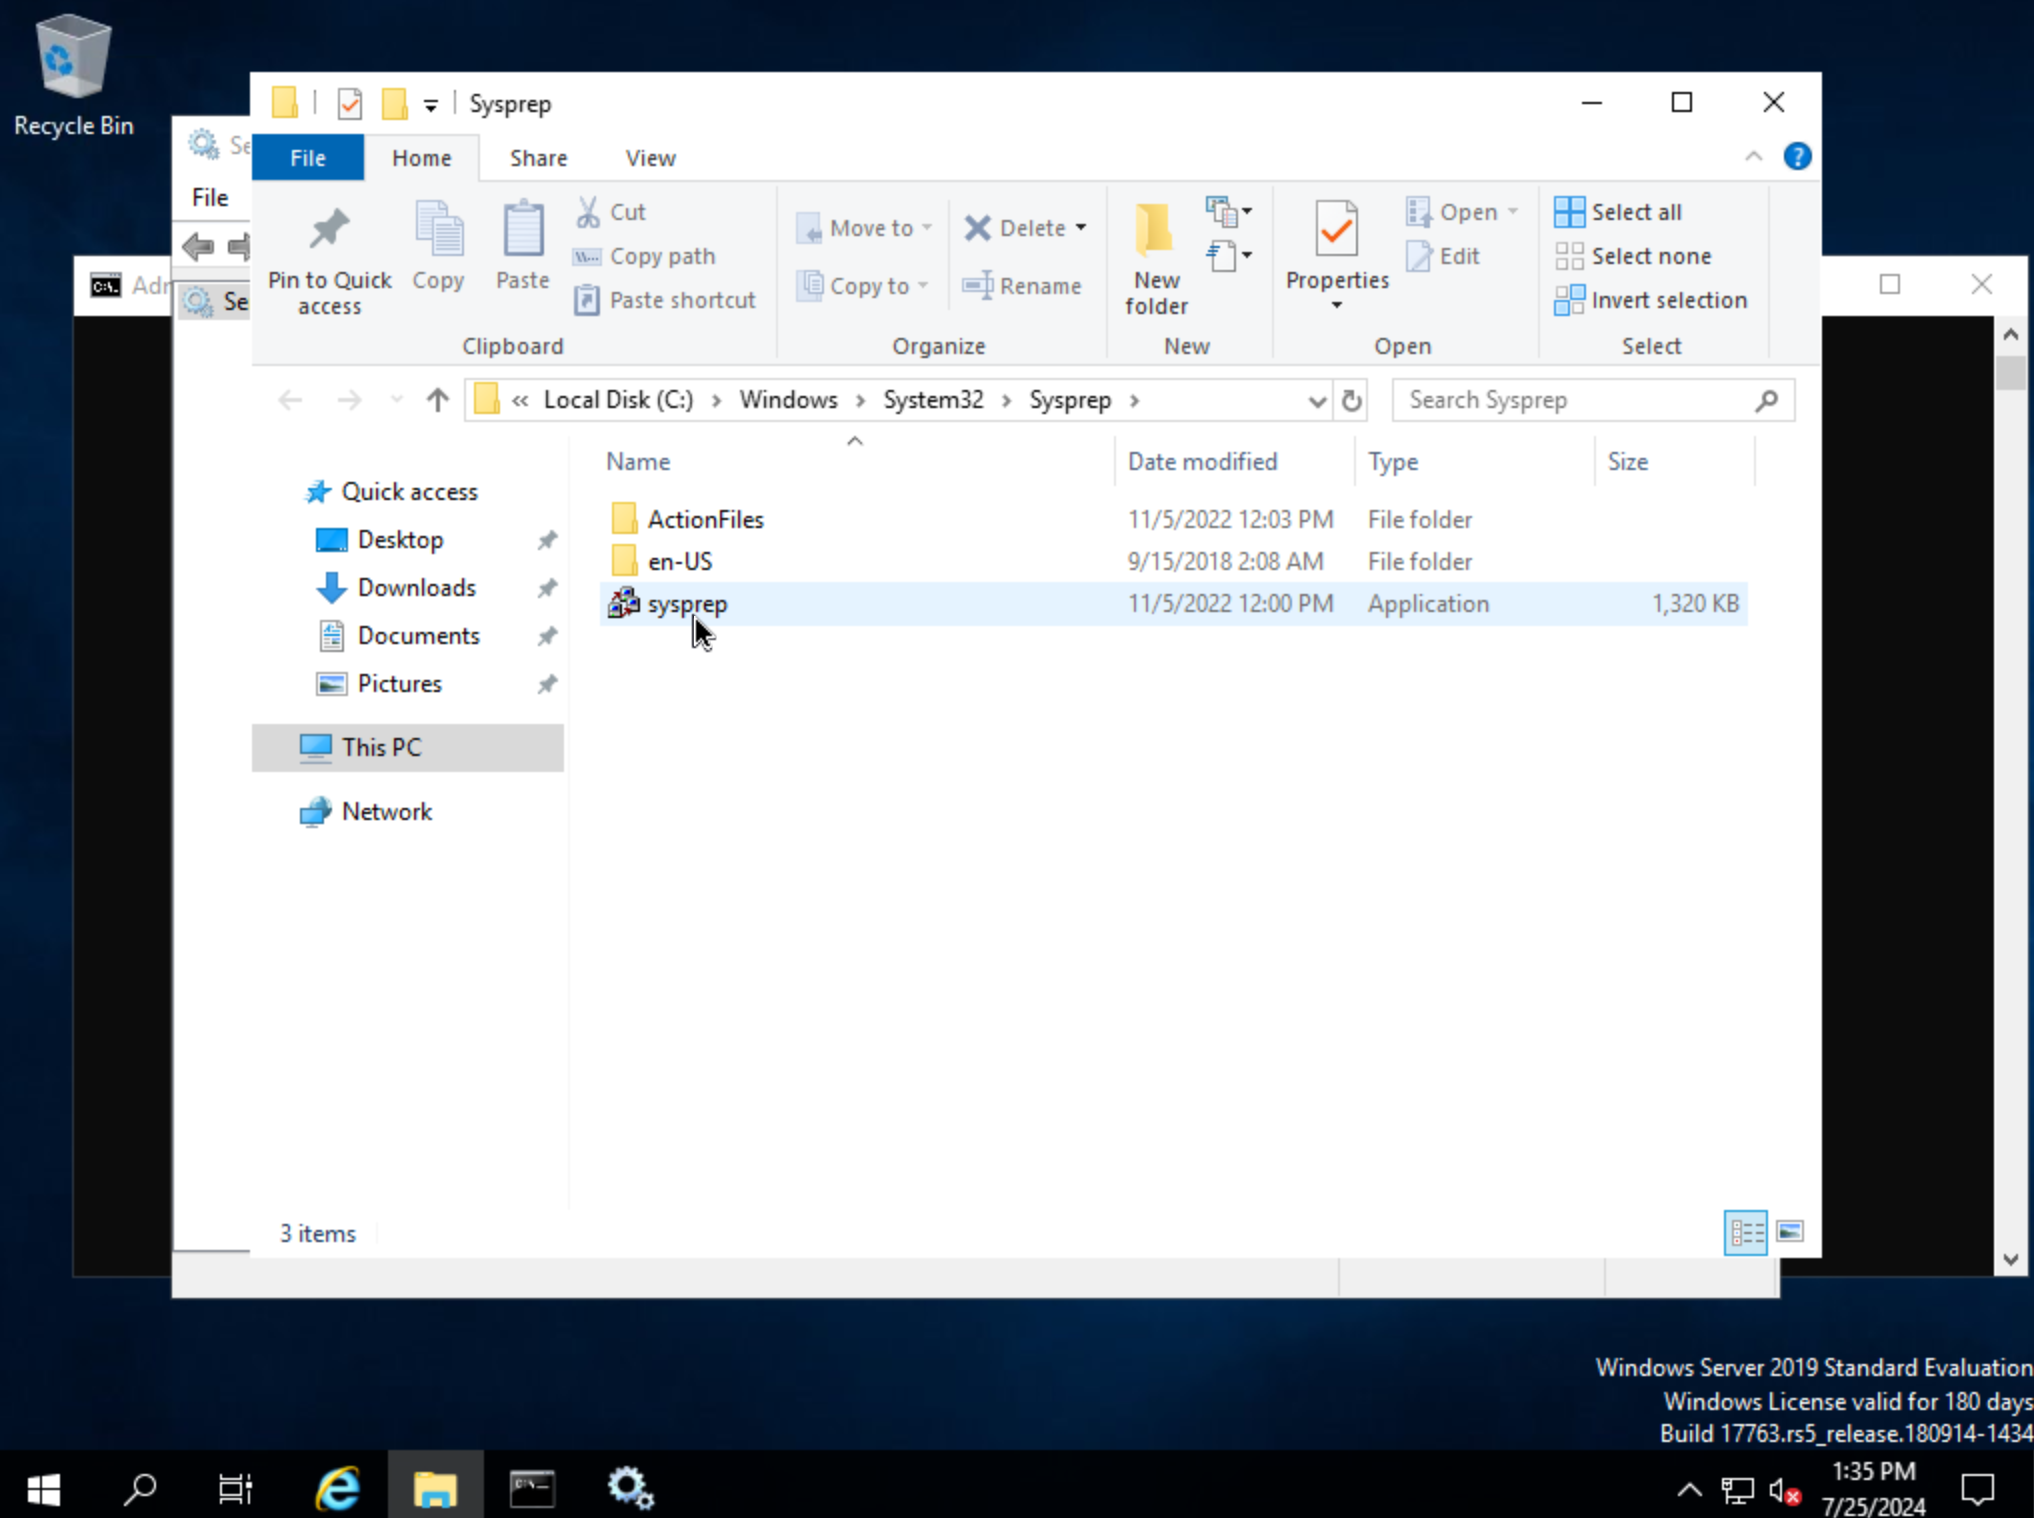 Recycle Bin
Sysprep
Se
File Home Share View
File
Pin to Quick access
Copy
Paste
Cut
Copy path
Paste shortcut
Clipboard
Move to
Copy to
Delete
Rename
Organize
New folder
New
Properties
Open
Edit
Open
Select all
Select none
Invert selection
Select
Adr
Se
« Local Disk (C:) › Windows › System32 › Sysprep ›
Search Sysprep
Name Date modified Type Size
Quick access
Desktop
Downloads
Documents
Pictures
This PC
Network
ActionFiles 11/5/2022 12:03 PM File folder
en-US 9/15/2018 2:08 AM File folder
sysprep 11/5/2022 12:00 PM Application 1,320 KB
3 items
Windows Server 2019 Standard Evaluation
Windows License valid for 180 days
Build 17763.rs5_release.180914-1434
1:35 PM
7/25/2024